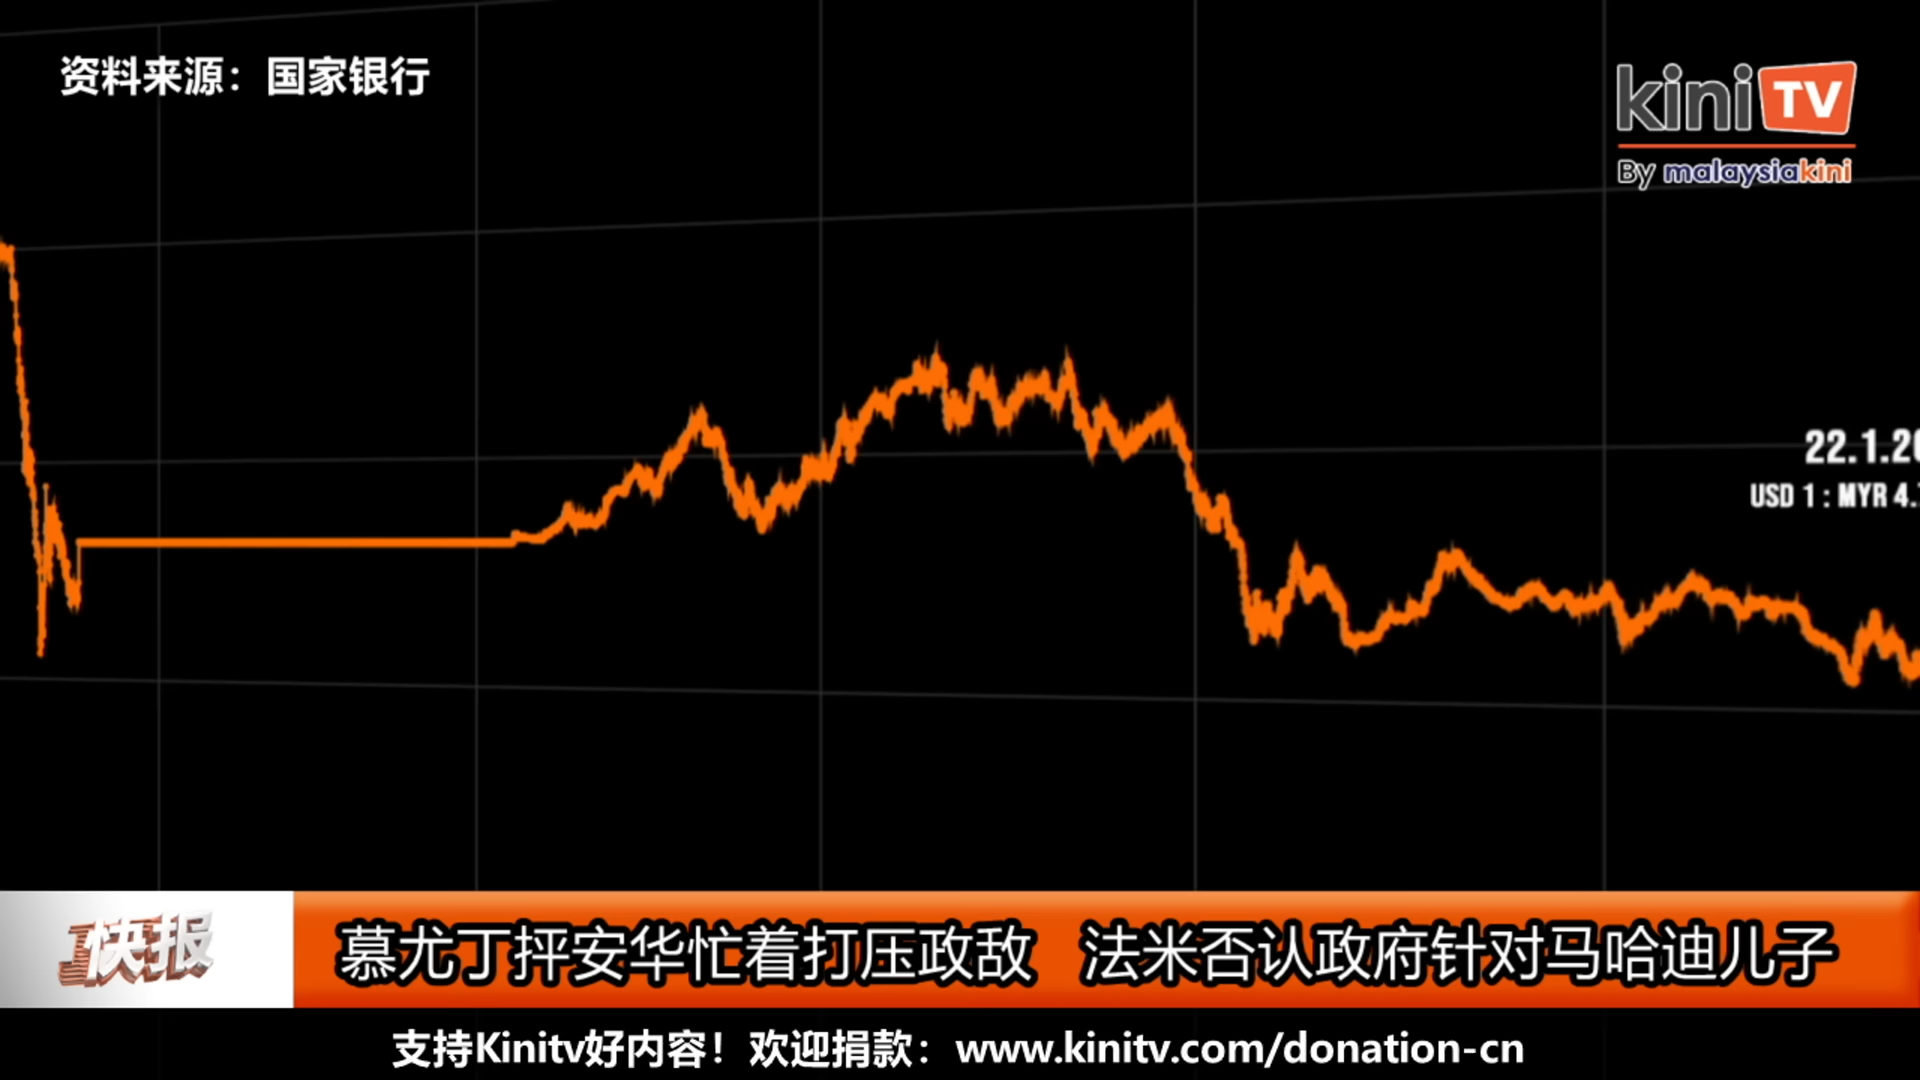 资料来源：国家银行
kini TV
By malaysiakini
22.1.20
USD 1 : MYR 4.
快报
慕尤丁抨安华忙着打压政敌 法米否认政府针对马哈迪儿子
支持Kinitv好内容！欢迎捐款：www.kinitv.com/donation-cn